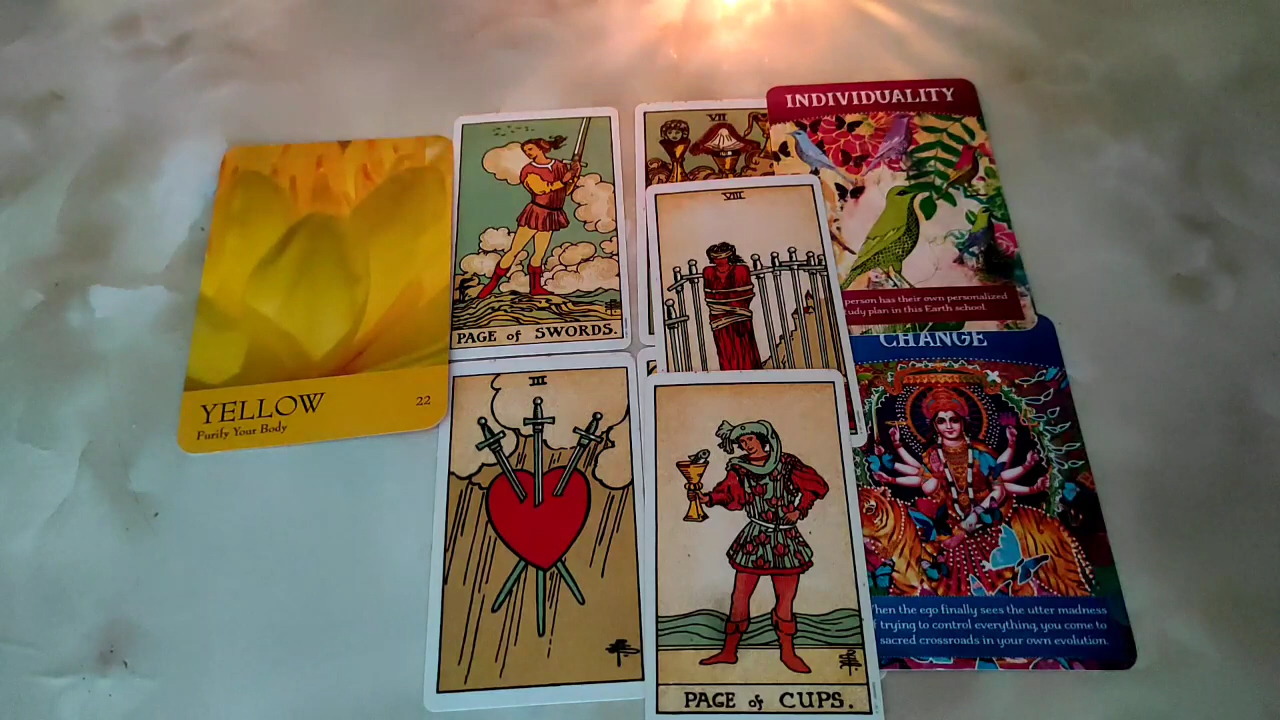 YELLOW
22
Purify Your Body
PAGE of SWORDS.
VII
INDIVIDUALITY
person has their own personalized
study plan in this Earth school.
VIII
CHANGE
When the ego finally sees the utter madness
of trying to control everything, you come to
sacred crossroads in your own evolution.
III
PAGE of CUPS.